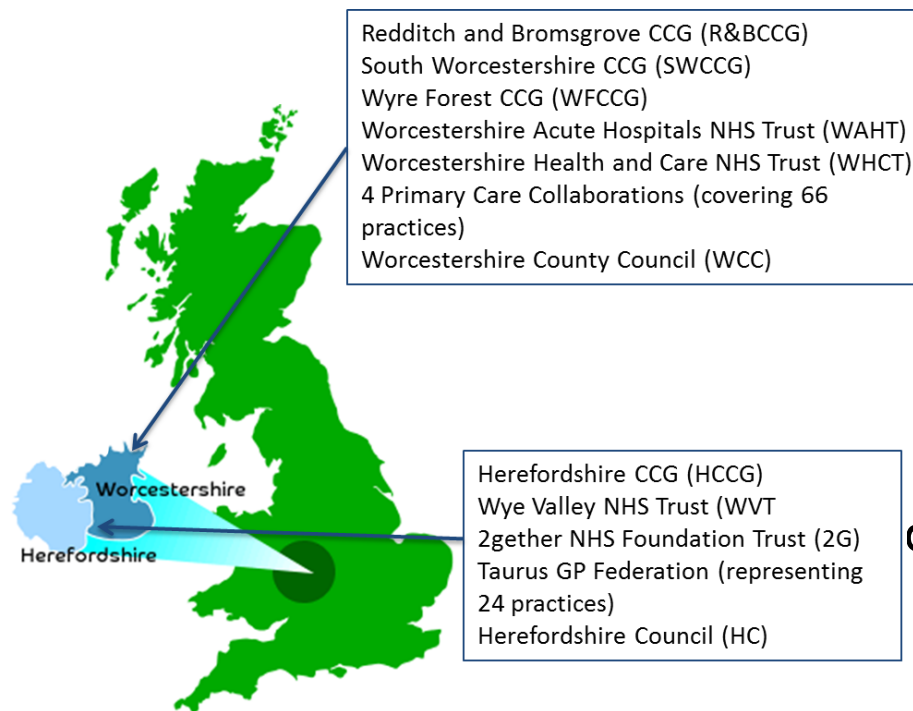 Redditch and Bromsgrove CCG (R&BCCG)
South Worcestershire CCG (SWCCG)
Wyre Forest CCG (WFCCG)
Worcestershire Acute Hospitals NHS Trust (WAHT)
Worcestershire Health and Care NHS Trust (WHCT)
4 Primary Care Collaborations (covering 66
practices)
Worcestershire County Council (WCC)
Worcestershire
Herefordshire
Herefordshire CCG (HCCG)
Wye Valley NHS Trust (WVT
2gether NHS Foundation Trust (2G)
Taurus GP Federation (representing
24 practices)
Herefordshire Council (HC)